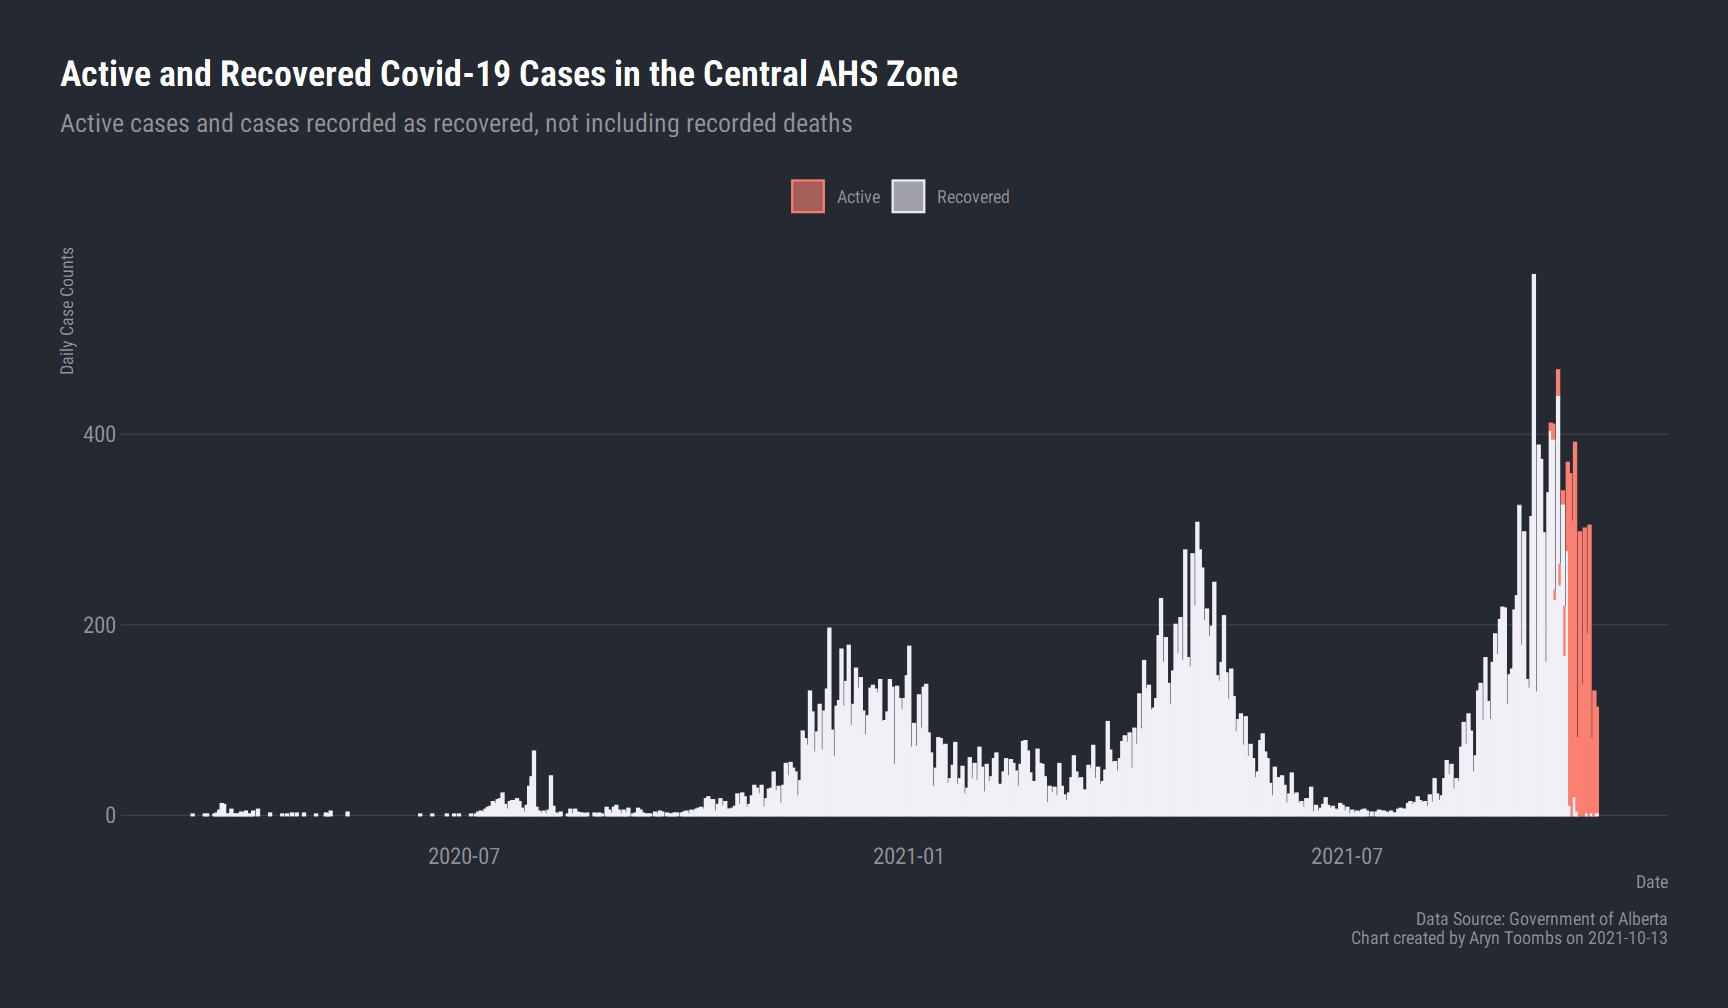 Active and Recovered Covid-19 Cases in the Central AHS Zone
Active cases and cases recorded as recovered, not including recorded deaths
Active
Recovered
Daily Case Counts
400
200
0
2020-07
2021-01
2021-07
Date
Data Source: Government of Alberta
Chart created by Aryn Toombs on 2021-10-13